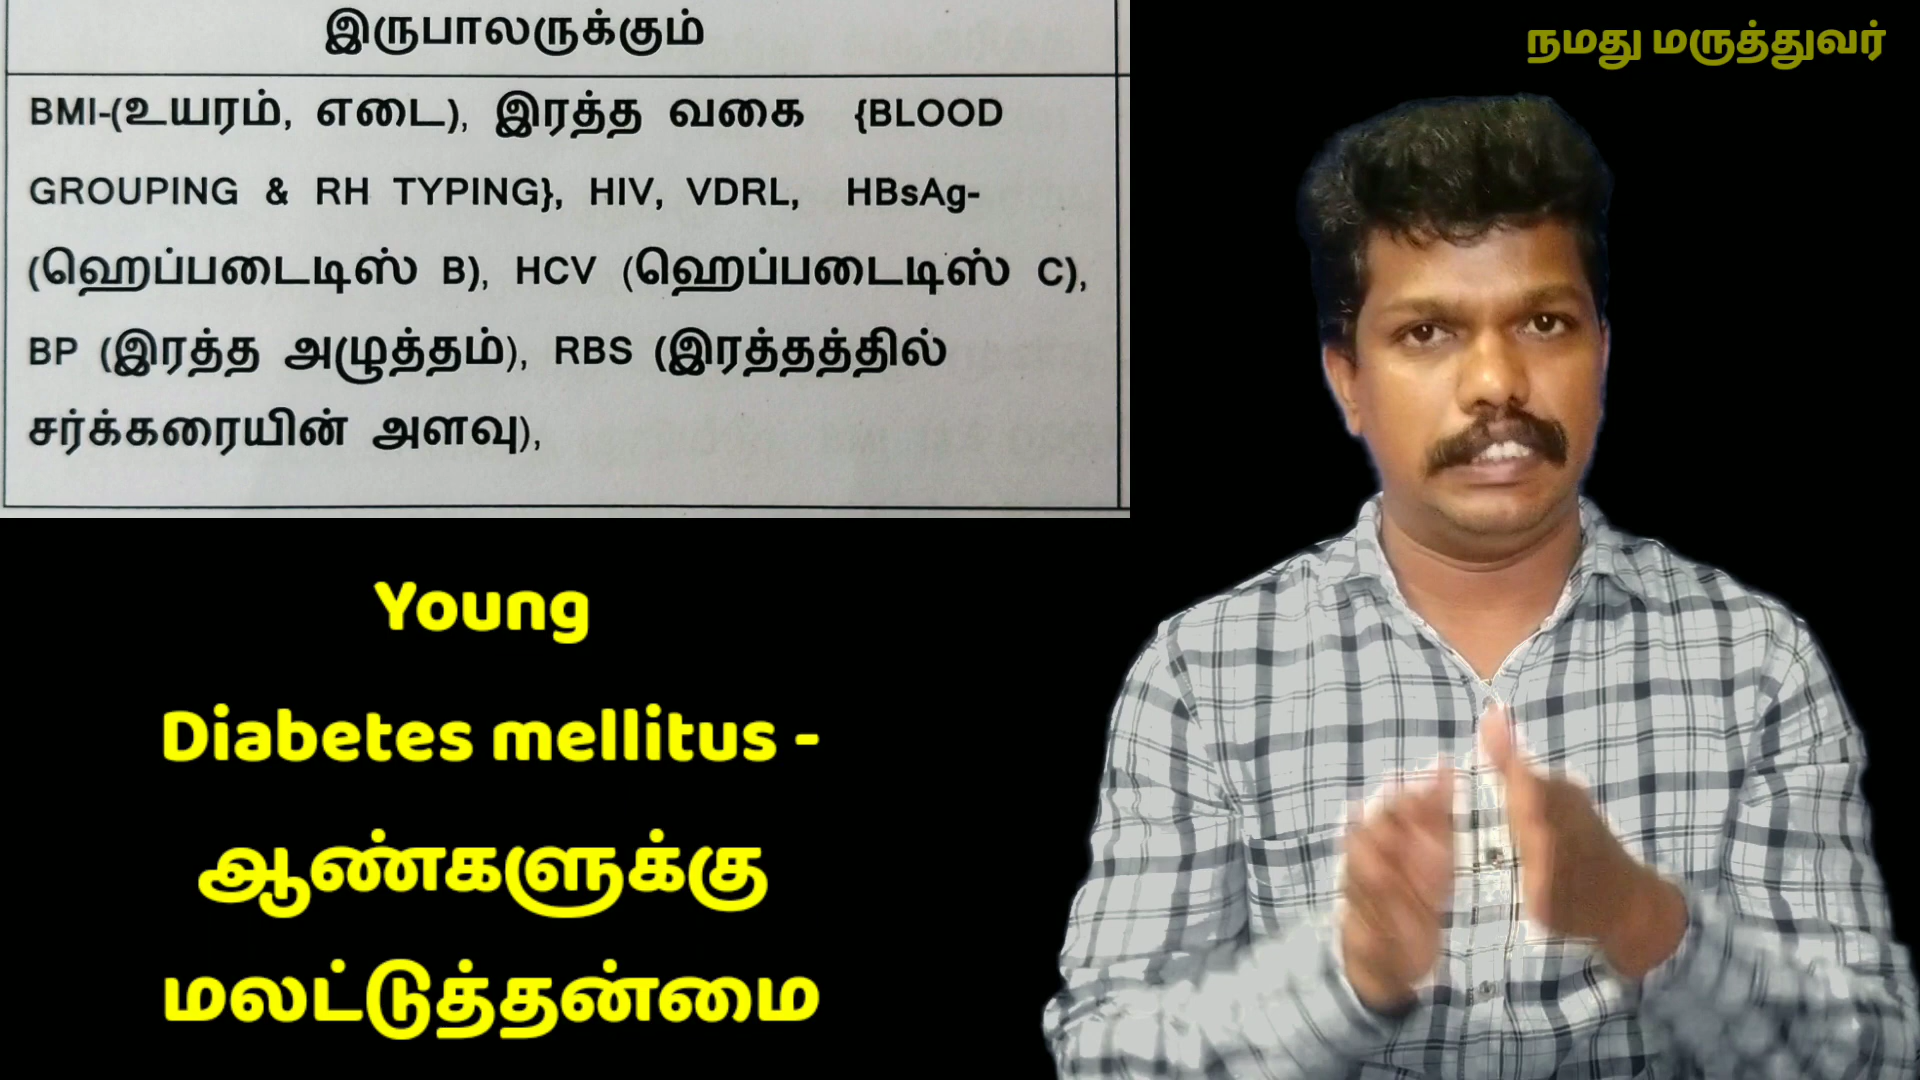 இருபாலருக்கும்
BMI-(உயரம், எடை), இரத்த வகை {BLOOD
GROUPING & RH TYPING}, HIV, VDRL, HBsAg-
(ஹெப்படைடிஸ் B), HCV (ஹெப்படைடிஸ் C),
BP (இரத்த அழுத்தம்), RBS (இரத்தத்தில்
சர்க்கரையின் அளவு),
நமது மருத்துவர்
Young
Diabetes mellitus -
ஆண்களுக்கு
மலட்டுத்தன்மை